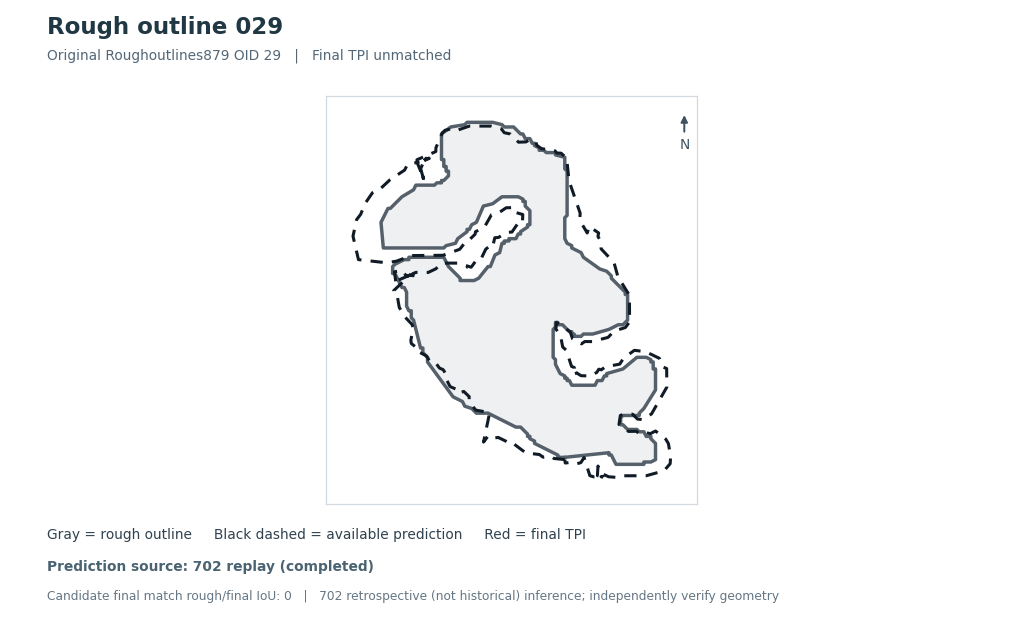 Rough outline 029
Original Roughoutlines879 OID 29   |   Final TPI unmatched
N
Gray = rough outline     Black dashed = available prediction     Red = final TPI
Prediction source: 702 replay (completed)
Candidate final match rough/final IoU: 0   |   702 retrospective (not historical) inference; independently verify geometry